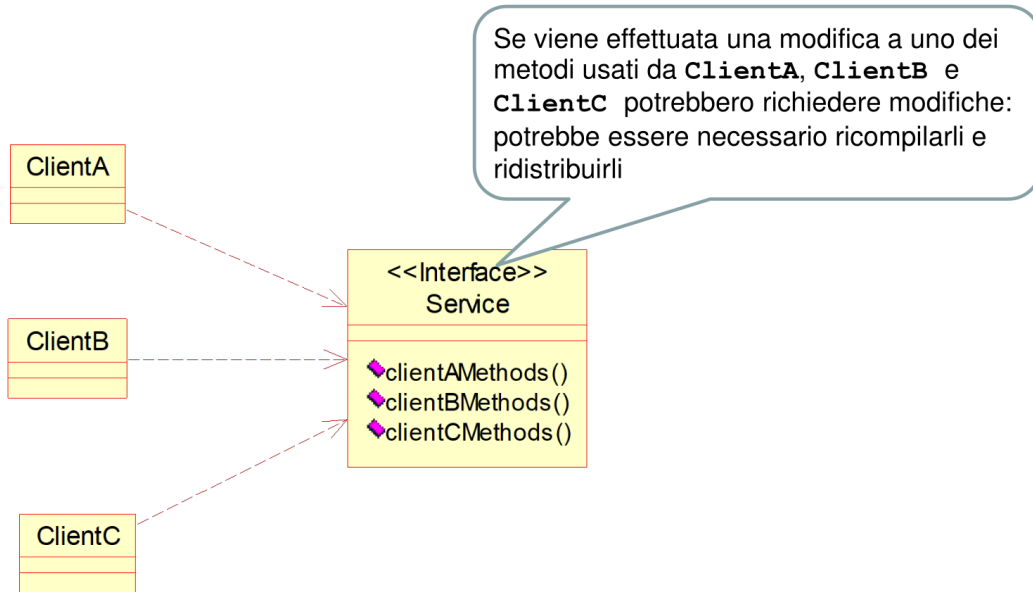 Se viene effettuata una modifica a uno dei
metodi usati da ClientA, ClientB e
ClientC potrebbero richiedere modifiche:
potrebbe essere necessario ricompilarli e
ridistribuirli
ClientA
ClientB
ClientC
<<Interface>>
Service
clientAMethods()
clientBMethods()
clientCMethods()